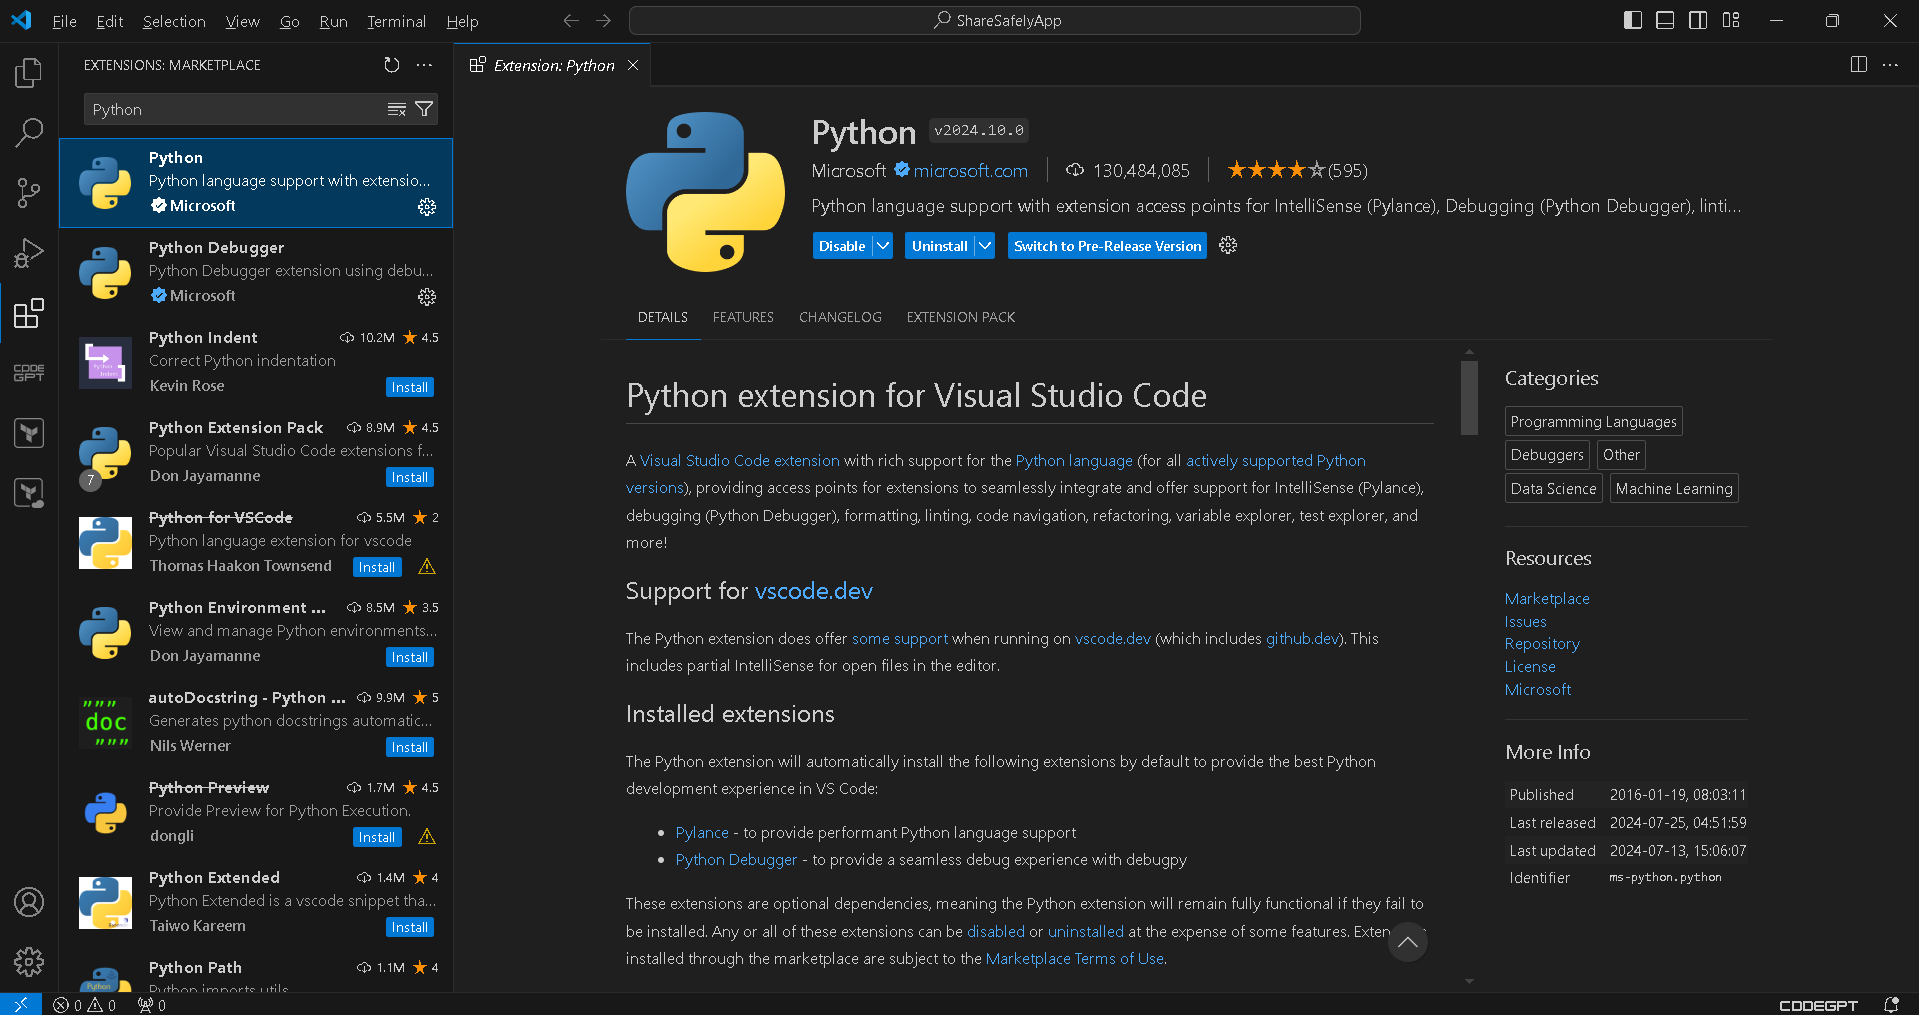 File Edit Selection View Go Run Terminal Help
ShareSafelyApp
EXTENSIONS: MARKETPLACE
Python
Python
Python language support with extensio...
Microsoft
Python Debugger
Python Debugger extension using debu...
Microsoft
Python Indent 10.2M 4.5
Correct Python indentation
Kevin Rose Install
Python Extension Pack 8.9M 4.5
Popular Visual Studio Code extensions f...
7
Don Jayamanne Install
Python for VSCode 5.5M 2
Python language extension for vscode
Thomas Haakon Townsend Install
Python Environment ... 8.5M 3.5
View and manage Python environments...
Don Jayamanne Install
"""
doc
"""
autoDocstring - Python ... 9.9M 5
Generates python docstrings automatic...
Nils Werner Install
Python Preview 1.7M 4.5
Provide Preview for Python Execution.
dongli Install
Python Extended 1.4M 4
Python Extended is a vscode snippet tha...
Taiwo Kareem Install
Python Path 1.1M 4
Python imports utils
CODE
GPT
Extension: Python
Python v2024.10.0
Microsoft microsoft.com 130,484,085 (595)
Python language support with extension access points for IntelliSense (Pylance), Debugging (Python Debugger), linti...
Disable Uninstall Switch to Pre-Release Version
DETAILS FEATURES CHANGELOG EXTENSION PACK
Python extension for Visual Studio Code
A Visual Studio Code extension with rich support for the Python language (for all actively supported Python
versions), providing access points for extensions to seamlessly integrate and offer support for IntelliSense (Pylance),
debugging (Python Debugger), formatting, linting, code navigation, refactoring, variable explorer, test explorer, and
more!
Support for vscode.dev
The Python extension does offer some support when running on vscode.dev (which includes github.dev). This
includes partial IntelliSense for open files in the editor.
Installed extensions
The Python extension will automatically install the following extensions by default to provide the best Python
development experience in VS Code:
• Pylance - to provide performant Python language support
• Python Debugger - to provide a seamless debug experience with debugpy
These extensions are optional dependencies, meaning the Python extension will remain fully functional if they fail to
be installed. Any or all of these extensions can be disabled or uninstalled at the expense of some features.
installed through the marketplace are subject to the Marketplace Terms of Use.
Categories
Programming Languages
Debuggers Other
Data Science Machine Learning
Resources
Marketplace
Issues
Repository
License
Microsoft
More Info
Published 2016-01-19, 08:03:11
Last released 2024-07-25, 04:51:59
Last updated 2024-07-13, 15:06:07
Identifier ms-python.python
0 0 0
CODEGPT